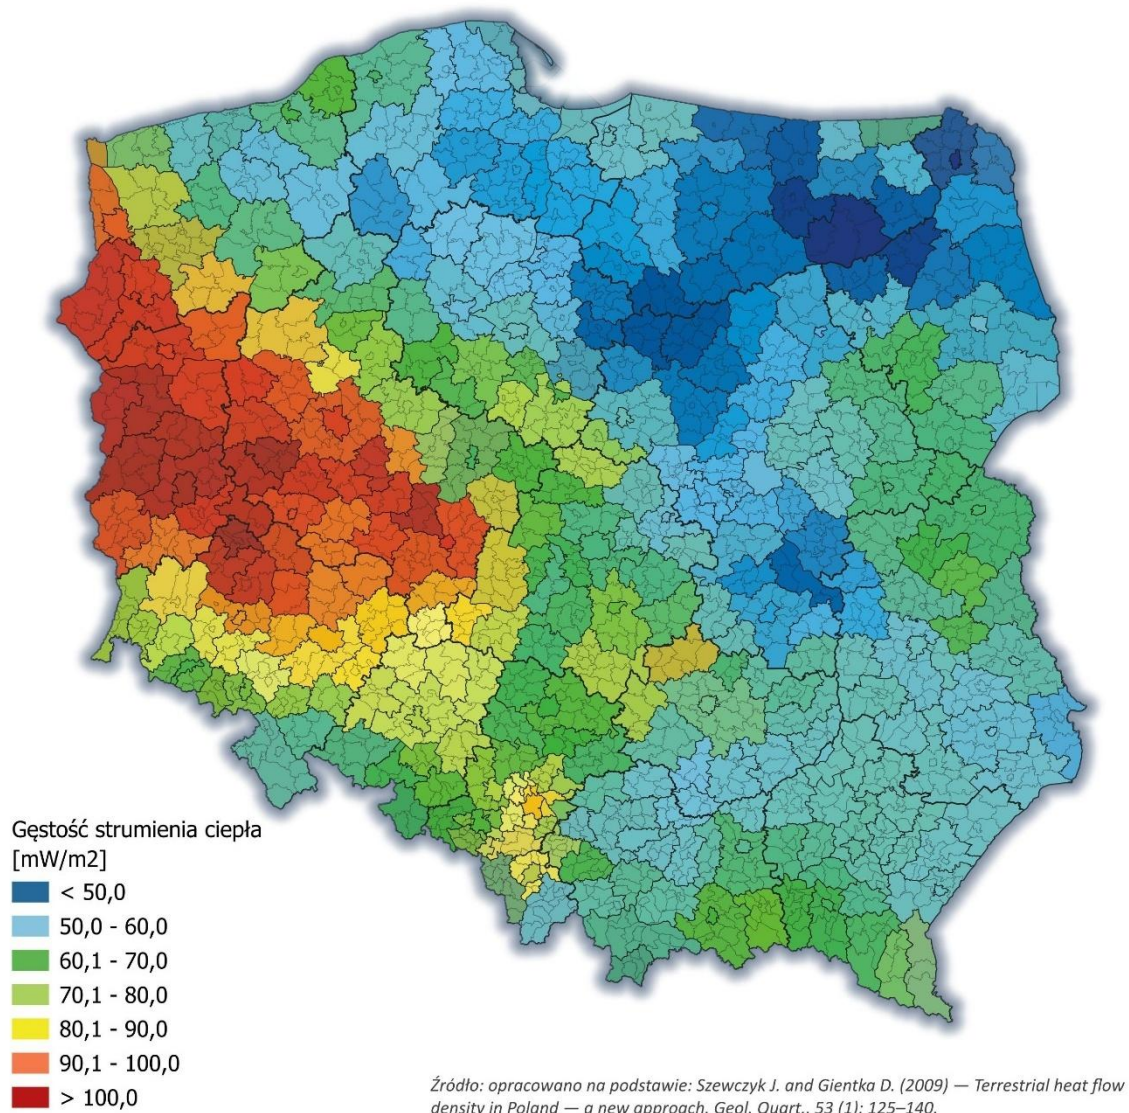 Gęstość strumienia ciepła
[mW/m2]
< 50,0
50,0 - 60,0
60,1 - 70,0
70,1 - 80,0
80,1 - 90,0
90,1 - 100,0
> 100,0
Źródło: opracowano na podstawie: Szewczyk J. and Gientka D. (2009) — Terrestrial heat flow
density in Poland — a new approach. Geol. Quart., 53 (1): 125–140.